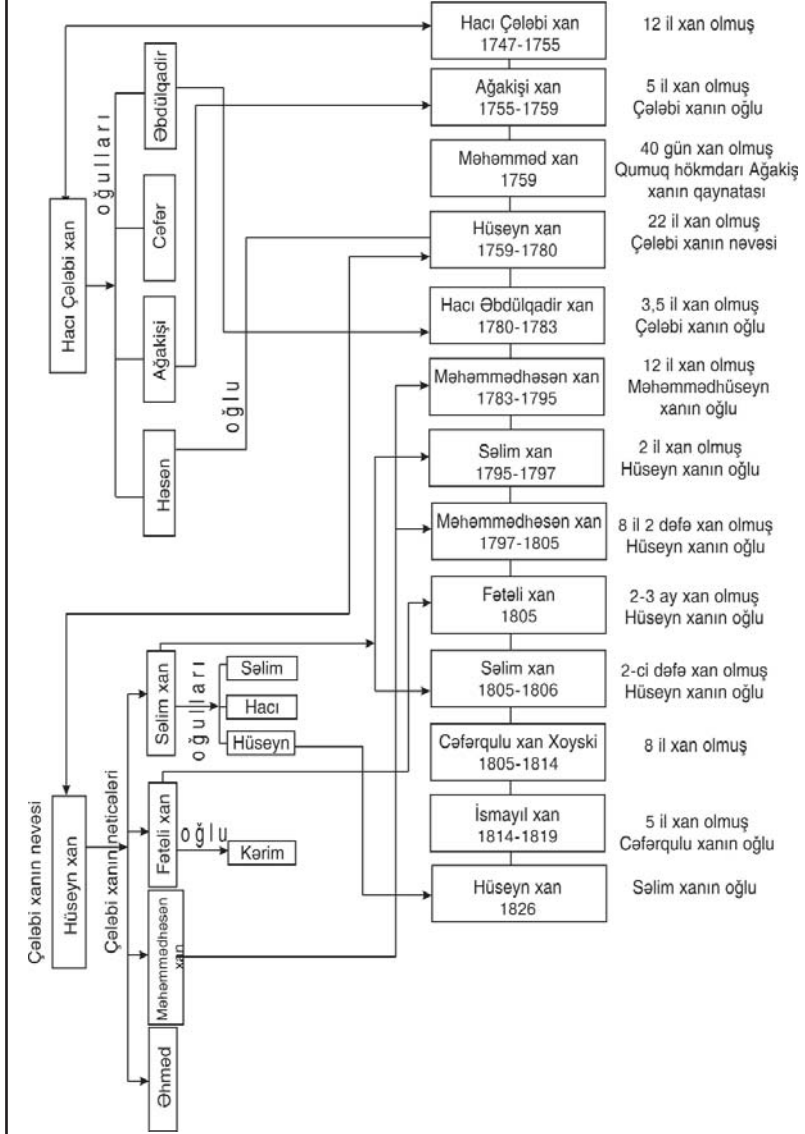 Hacı Çələbi xan
1747-1755
12 il xan olmuş
Ağakişi xan
1755-1759
5 il xan olmuş
Çələbi xanın oğlu
Məhəmməd xan
1759
40 gün xan olmuş
Qumuq hökmdarı Ağakiş
xanın qaynatası
Hüseyn xan
1759-1780
22 il xan olmuş
Çələbi xanın nəvəsi
Hacı Əbdülqadir xan
1780-1783
3,5 il xan olmuş
Çələbi xanın oğlu
Məhəmmədhəsən xan
1783-1795
12 il xan olmuş
Məhəmmədhüseyn
xanın oğlu
Səlim xan
1795-1797
2 il xan olmuş
Hüseyn xanın oğlu
Məhəmmədhəsən xan
1797-1805
8 il 2 dəfə xan olmuş
Hüseyn xanın oğlu
Fətəli xan
1805
2-3 ay xan olmuş
Hüseyn xanın oğlu
Səlim xan
1805-1806
2-ci dəfə xan olmuş
Hüseyn xanın oğlu
Cəfərqulu xan Xoyski
1805-1814
8 il xan olmuş
İsmayıl xan
1814-1819
5 il xan olmuş
Cəfərqulu xanın oğlu
Hüseyn xan
1826
Səlim xanın oğlu
Hacı Çələbi xan
oğulları
Əbdülqadir
Cəfər
Ağakişi
Həsən
oğlu
Çələbi xanın nəvəsi
Hüseyn xan
Çələbi xanın nəticələri
Səlim xan
oğulları
Səlim
Hacı
Hüseyn
Fətəli xan
oğlu
Kərim
Məhəmmədhəsən
xan
Əhməd